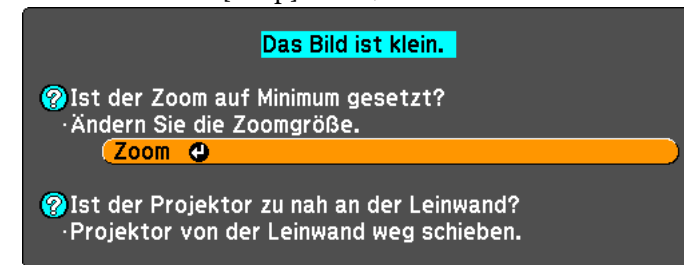 Das Bild ist klein.
Ist der Zoom auf Minimum gesetzt?
·Ändern Sie die Zoomgröße.
Zoom
Ist der Projektor zu nah an der Leinwand?
·Projektor von der Leinwand weg schieben.